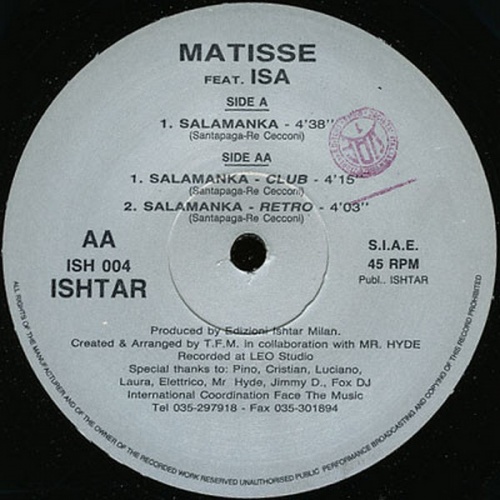 MATISSE
FEAT. ISA
SIDE A
1. SALAMANKA - 4'38"
(Santapaga-Re Cecconi)
SIDE AA
1. SALAMANKA - CLUB - 4'15"
(Santapaga-Re Cecconi)
2. SALAMANKA - RETRO - 4'03"
(Santapaga-Re Cecconi)
AA
ISH 004
ISHTAR
S.I.A.E.
45 RPM
Publ.. ISHTAR
Produced by Edizioni Ishtar Milan.
Created & Arranged by T.F.M. in collaboration with MR. HYDE
Recorded at LEO Studio
Special thanks to: Pino, Cristian, Luciano,
Laura, Elettrico, Mr Hyde, Jimmy D., Fox DJ
International Coordination Face The Music
Tel 035-297918 - Fax 035-301894
ALL RIGHTS OF THE MANUFACTURER AND OF THE OWNER OF THE RECORDED WORK RESERVED UNAUTHORISED PUBLIC PERFORMANCE BROADCASTING AND COPYING OF THIS RECORD PROHIBITED